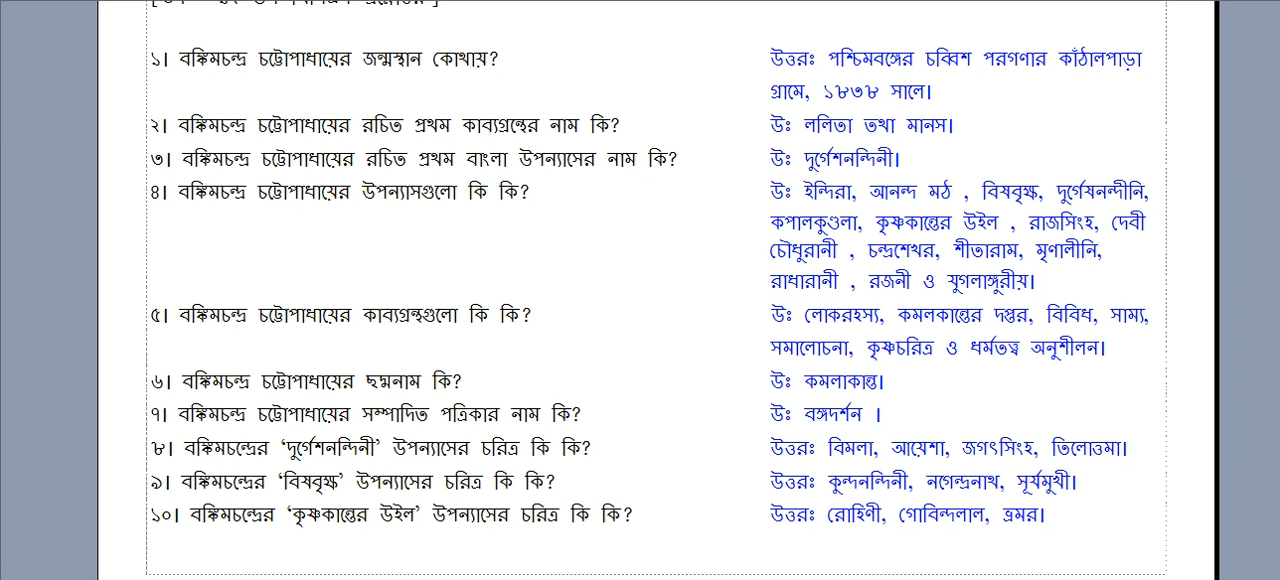 ১। বঙ্কিমচন্দ্র চট্টোপাধ্যায়ের জন্মস্থান কোথায়? উত্তরঃ পশ্চিমবঙ্গের চব্বিশ পরগণার কাঁঠালপাড়া
গ্রামে, ১৮৩৮ সালে।
২। বঙ্কিমচন্দ্র চট্টোপাধ্যায়ের রচিত প্রথম কাব্যগ্রন্থের নাম কি? উঃ ললিতা তথা মানস।
৩। বঙ্কিমচন্দ্র চট্টোপাধ্যায়ের রচিত প্রথম বাংলা উপন্যাসের নাম কি? উঃ দুর্গেশনন্দিনী।
৪। বঙ্কিমচন্দ্র চট্টোপাধ্যায়ের উপন্যাসগুলো কি কি? উঃ ইন্দিরা, আনন্দ মঠ , বিষবৃক্ষ, দুর্গেষনন্দীনি,
কপালকুণ্ডলা, কৃষ্ণকান্তের উইল , রাজসিংহ, দেবী
চৌধুরানী , চন্দ্রশেখর, শীতারাম, মৃণালীনি,
রাধারানী , রজনী ও যুগলাঙ্গুরীয়।
৫। বঙ্কিমচন্দ্র চট্টোপাধ্যায়ের কাব্যগ্রন্থগুলো কি কি? উঃ লোকরহস্য, কমলকান্তের দপ্তর, বিবিধ, সাম্য,
সমালোচনা, কৃষ্ণচরিত্র ও ধর্মতত্ত্ব অনুশীলন।
৬। বঙ্কিমচন্দ্র চট্টোপাধ্যায়ের ছদ্মনাম কি? উঃ কমলাকান্ত।
৭। বঙ্কিমচন্দ্র চট্টোপাধ্যায়ের সম্পাদিত পত্রিকার নাম কি? উঃ বঙ্গদর্শন ।
৮। বঙ্কিমচন্দ্রের ‘দুর্গেশনন্দিনী’ উপন্যাসের চরিত্র কি কি? উত্তরঃ বিমলা, আয়েশা, জগৎসিংহ, তিলোত্তমা।
৯। বঙ্কিমচন্দ্রের ‘বিষবৃক্ষ’ উপন্যাসের চরিত্র কি কি? উত্তরঃ কুন্দনন্দিনী, নগেন্দ্রনাথ, সূর্যমুখী।
১০। বঙ্কিমচন্দ্রের ‘কৃষ্ণকান্তের উইল’ উপন্যাসের চরিত্র কি কি? উত্তরঃ রোহিণী, গোবিন্দলাল, ভ্রমর।